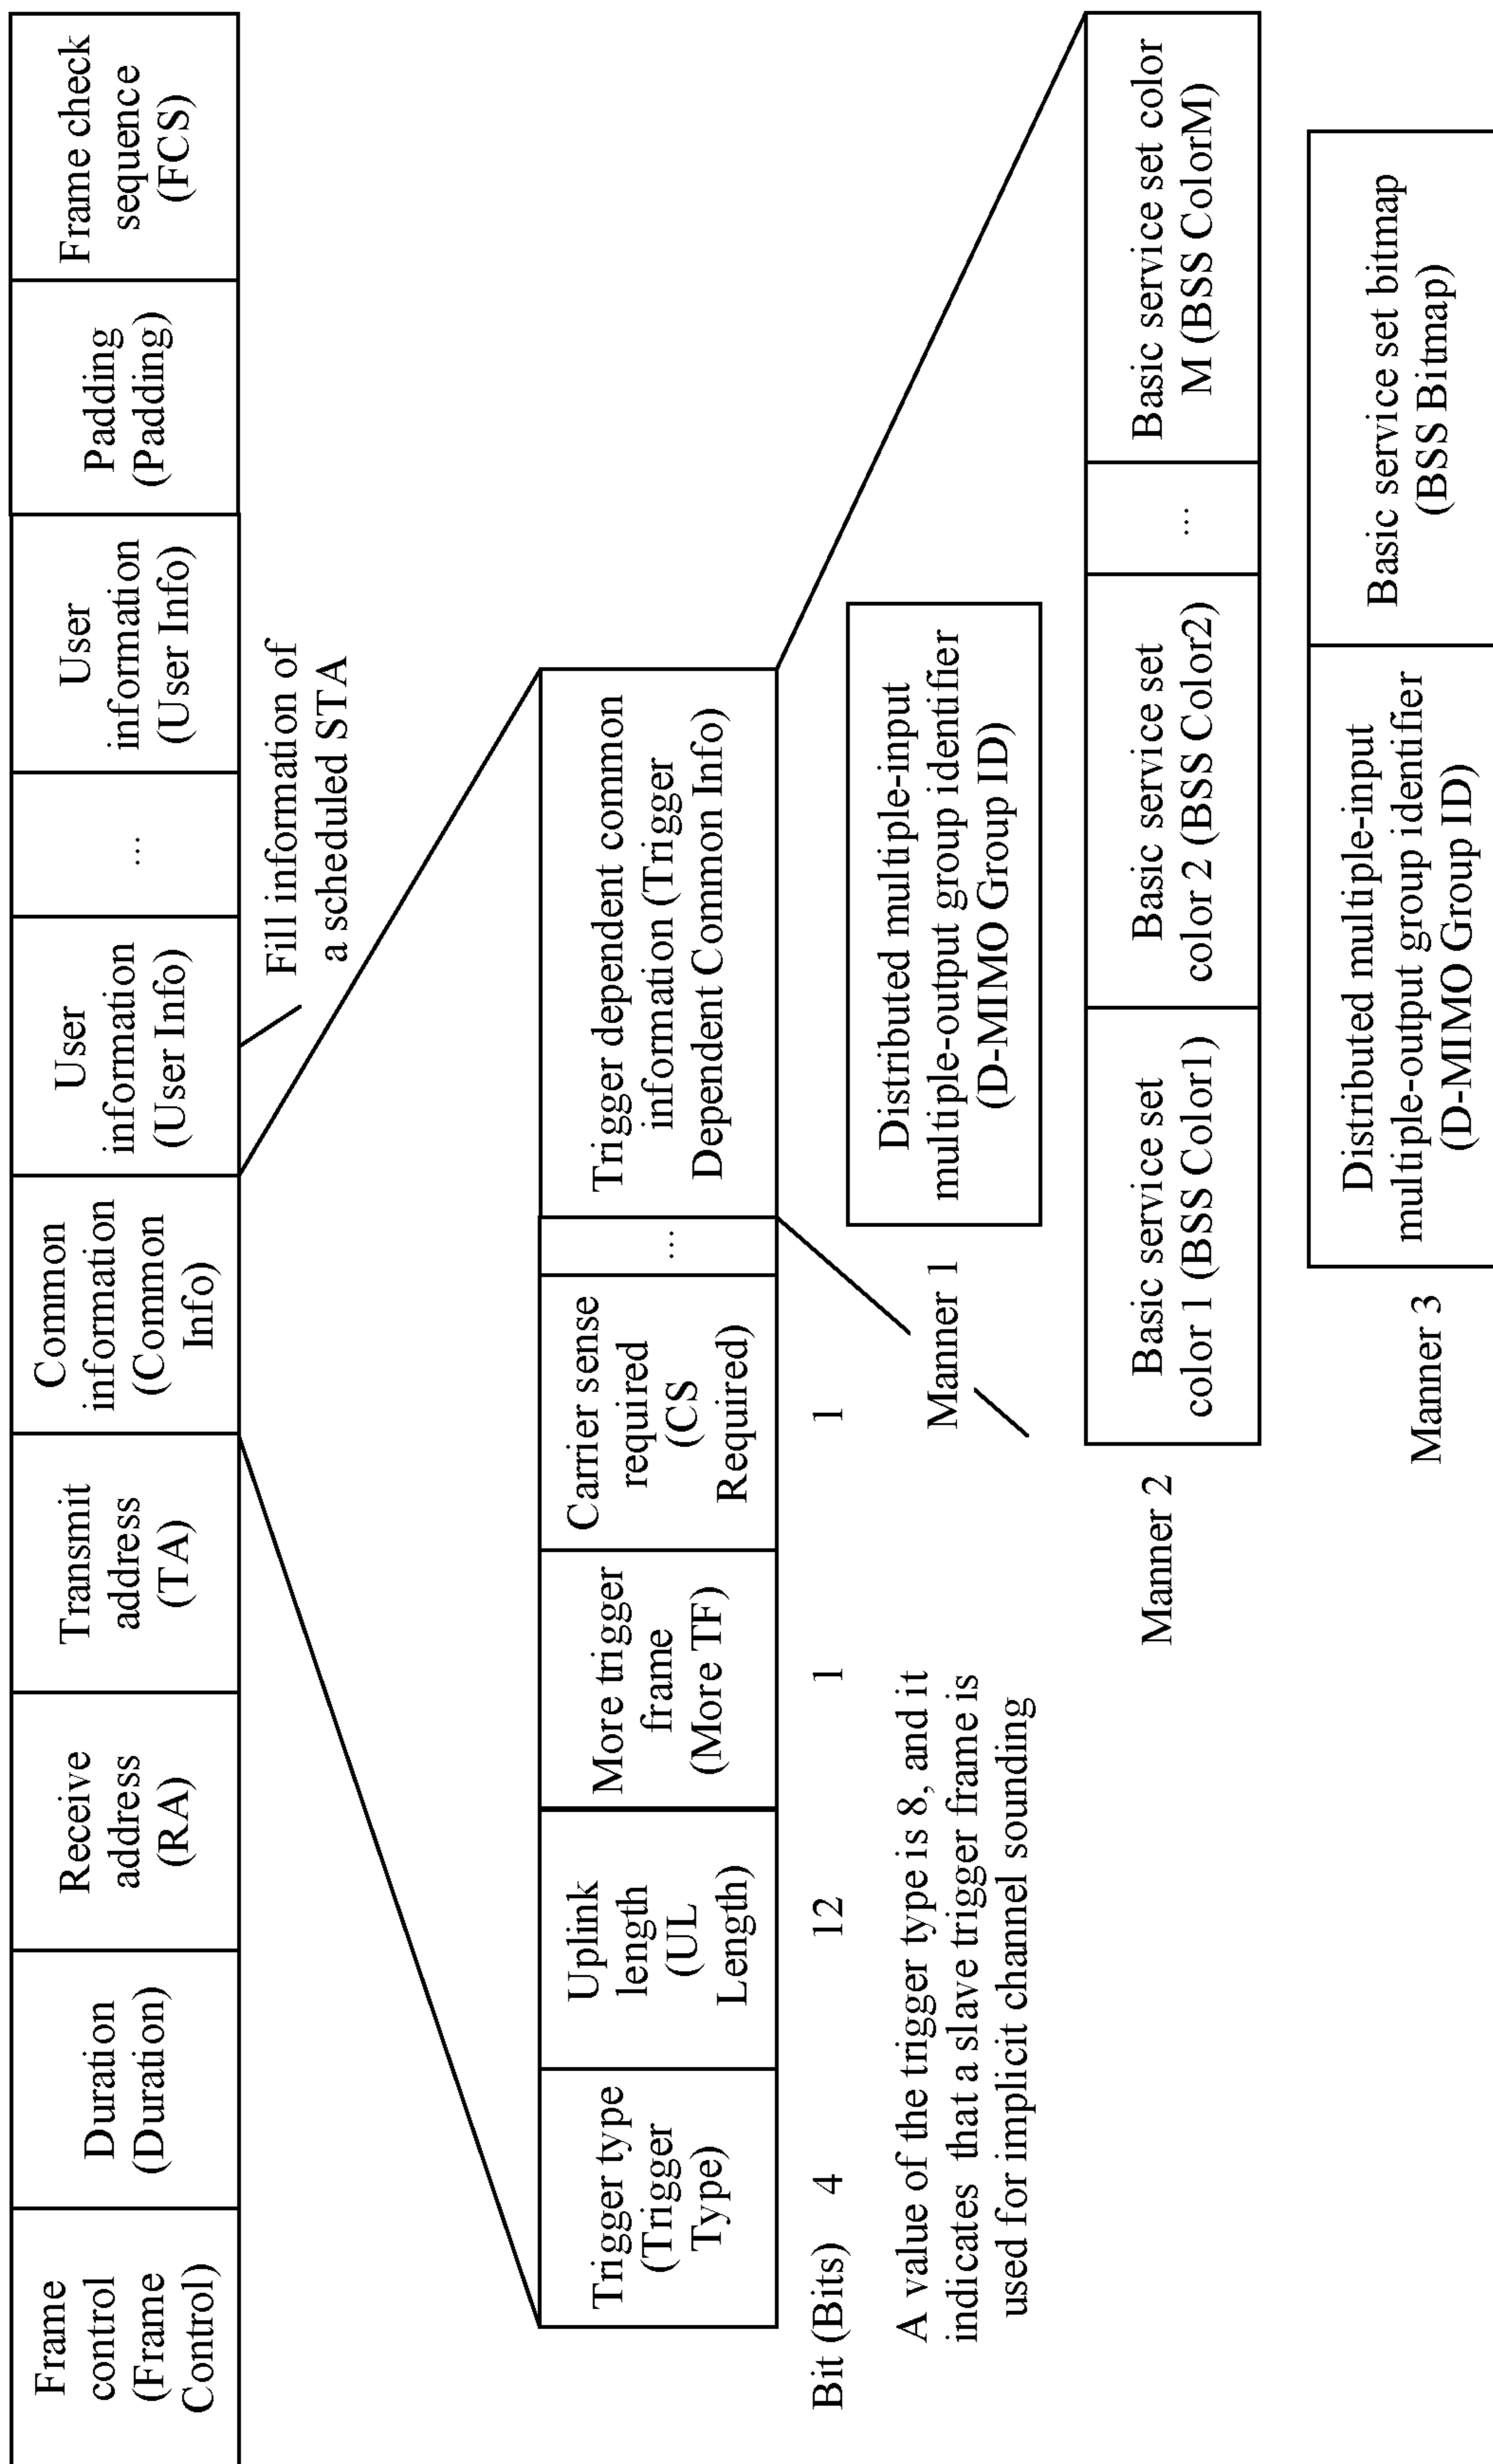 Frame
control
(Frame
Control)
Duration
(Duration)
Receive
address
(RA)
Transmit
address
(TA)
Common
information
(Common
Info)
User
information
(User Info)
...
User
information
(User Info)
Padding
(Padding)
Frame check
sequence
(FCS)
Fill information of
a scheduled STA
Trigger type
(Trigger
Type)
Uplink
length
(UL
Length)
More trigger
frame
(More TF)
Carrier sense
required
(CS
Required)
...
Trigger dependent common
information (Trigger
Dependent Common Info)
Bit (Bits) 4 12 1 1
A value of the trigger type is 8, and it
indicates that a slave trigger frame is
used for implicit channel sounding
Manner 1
Distributed multiple-input
multiple-output group identifier
(D-MIMO Group ID)
Manner 2
Basic service set
color 1 (BSS Color1)
Basic service set
color 2 (BSS Color2)
...
Basic service set color
M (BSS ColorM)
Manner 3
Distributed multiple-input
multiple-output group identifier
(D-MIMO Group ID)
Basic service set bitmap
(BSS Bitmap)